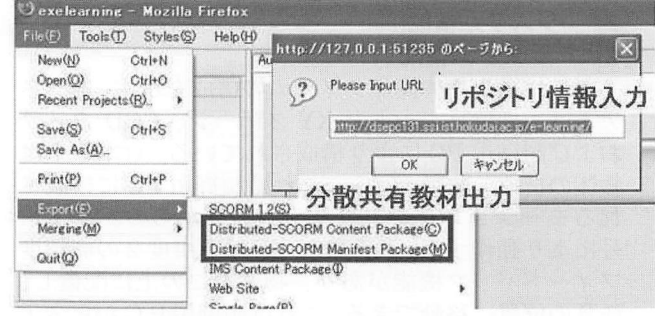 exelearning - Mozilla Firefox
File(F) Tools(T) Styles(S) Help(H)
New(N) Ctrl+N
Open(O) Ctrl+O
Recent Projects(R)...
Save(S) Ctrl+S
Save As(A)...
Print(P) Ctrl+P
Export(E)
Merging(M)
Quit(Q)
SCORM 1.2(S)
Distributed-SCORM Content Package(C)
Distributed-SCORM Manifest Package(M)
IMS Content Package(I)
Web Site
Single Page(P)
Au
http://127.0.0.1:51235 のページから:
Please Input URL
リポジトリ情報入力
http://dsepc131.ssi.ist.hokudai.ac.jp/e-learning/
OK キャンセル
分散共有教材出力